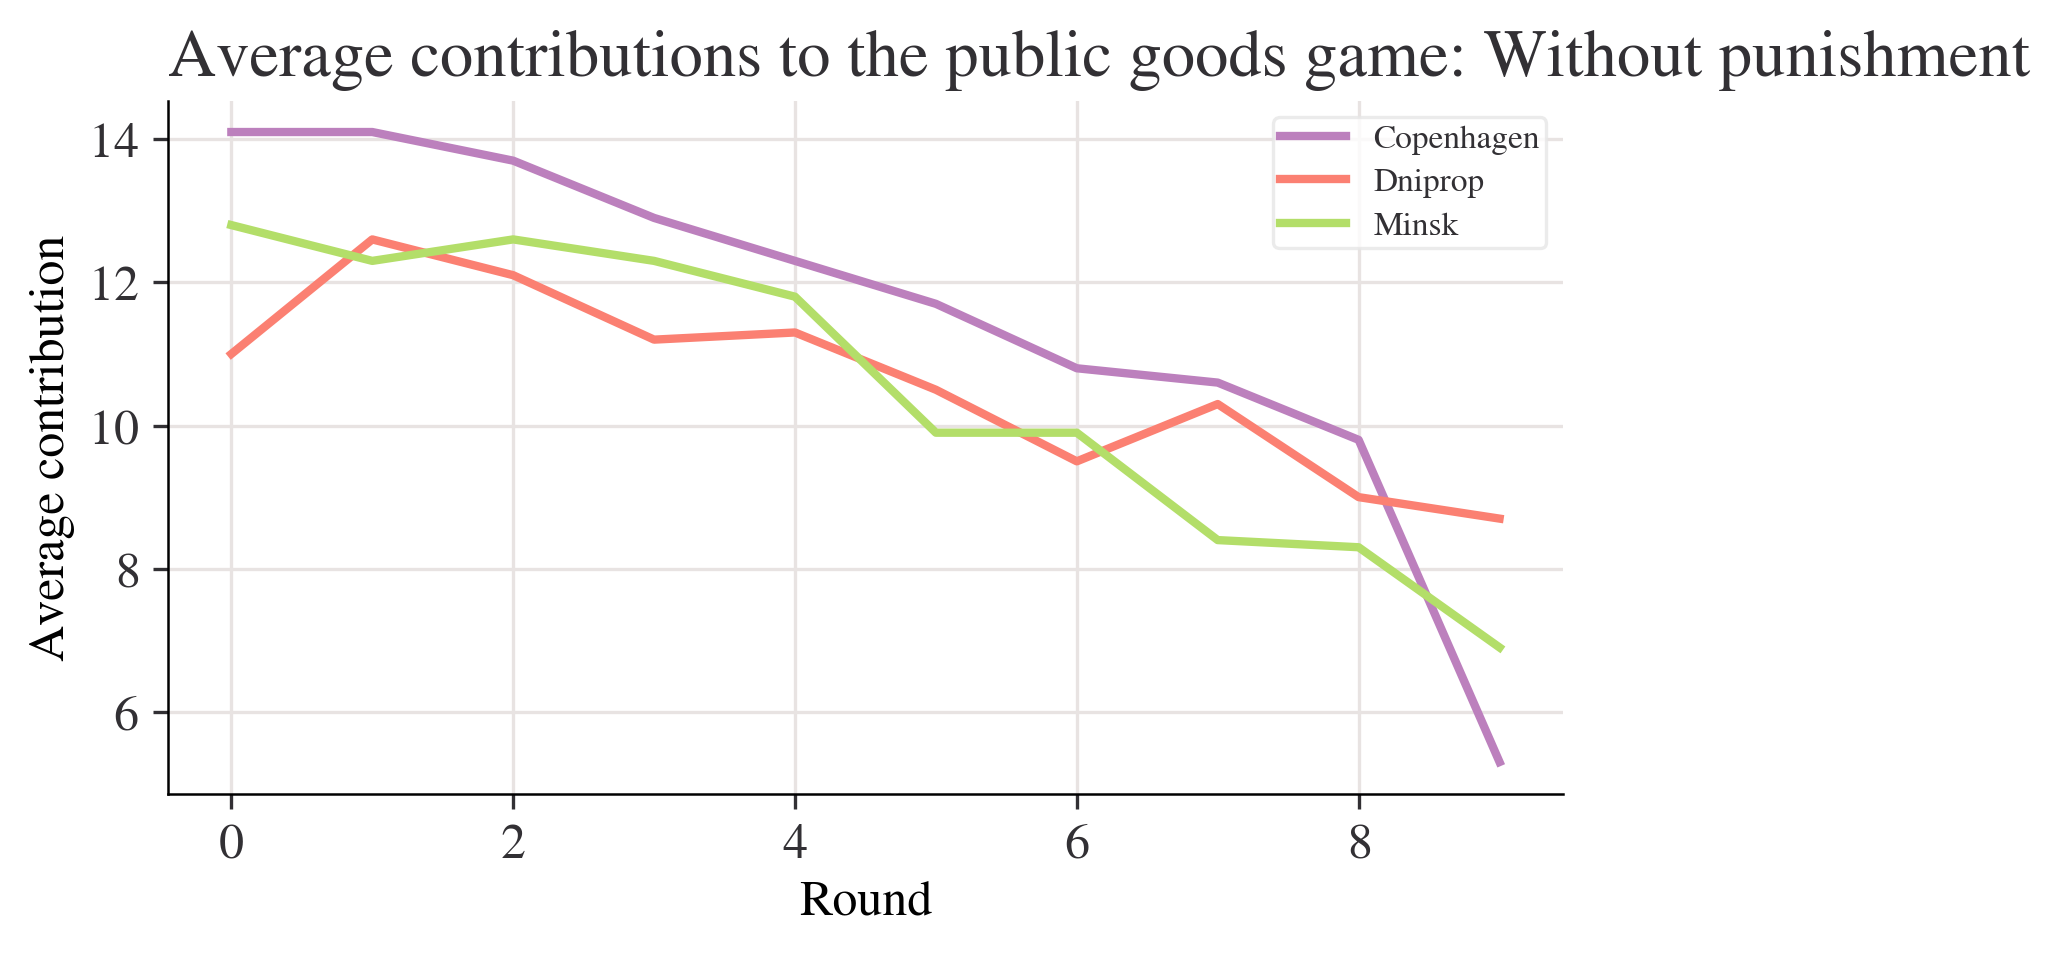 Average contributions to the public goods game: Without punishment
Copenhagen
Dniprop
Minsk
14
12
10
8
6
Average contribution
0 2 4 6 8
Round